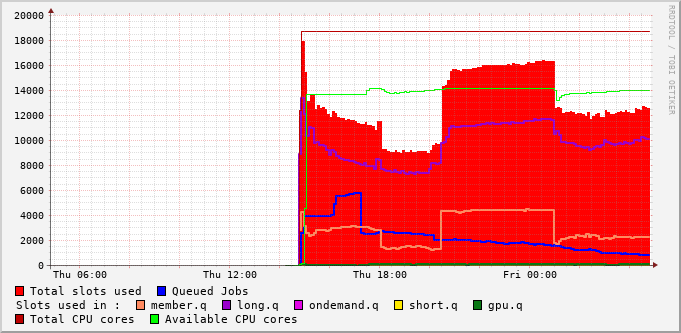 20000
18000
16000
14000
12000
10000
8000
6000
4000
2000
0
Thu 06:00 Thu 12:00 Thu 18:00 Fri 00:00
RRDTOOL / TOBI OETIKER
Total slots used Queued Jobs
Slots used in : member.q long.q ondemand.q short.q gpu.q
Total CPU cores Available CPU cores